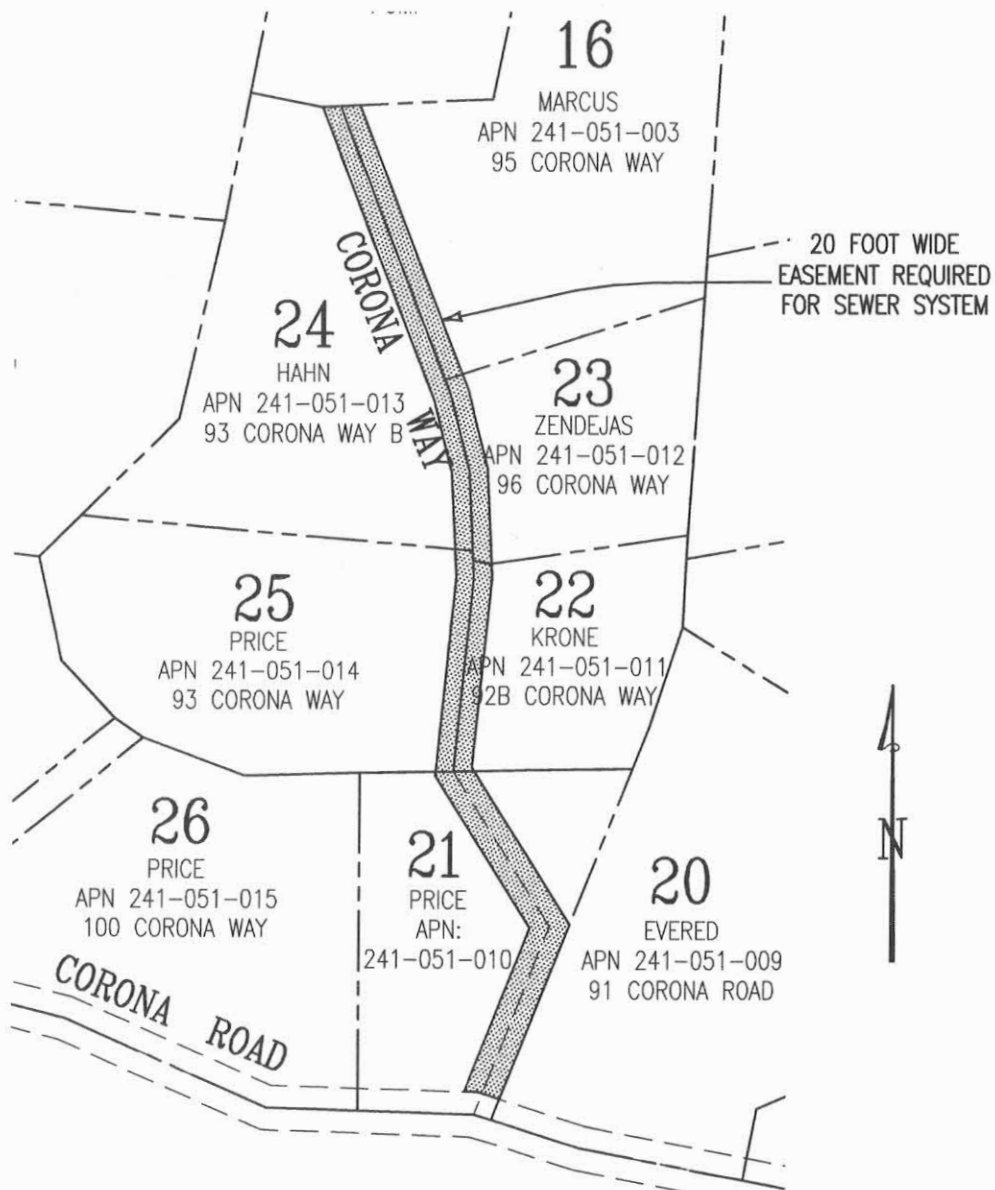 16
MARCUS
APN 241-051-003
95 CORONA WAY
20 FOOT WIDE
EASEMENT REQUIRED
FOR SEWER SYSTEM
CORONA WAY
24
HAHN
APN 241-051-013
93 CORONA WAY B
23
ZENDEJAS
APN 241-051-012
96 CORONA WAY
25
PRICE
APN 241-051-014
93 CORONA WAY
22
KRONE
APN 241-051-011
92B CORONA WAY
26
PRICE
APN 241-051-015
100 CORONA WAY
21
PRICE
APN:
241-051-010
20
EVERED
APN 241-051-009
91 CORONA ROAD
N
CORONA ROAD